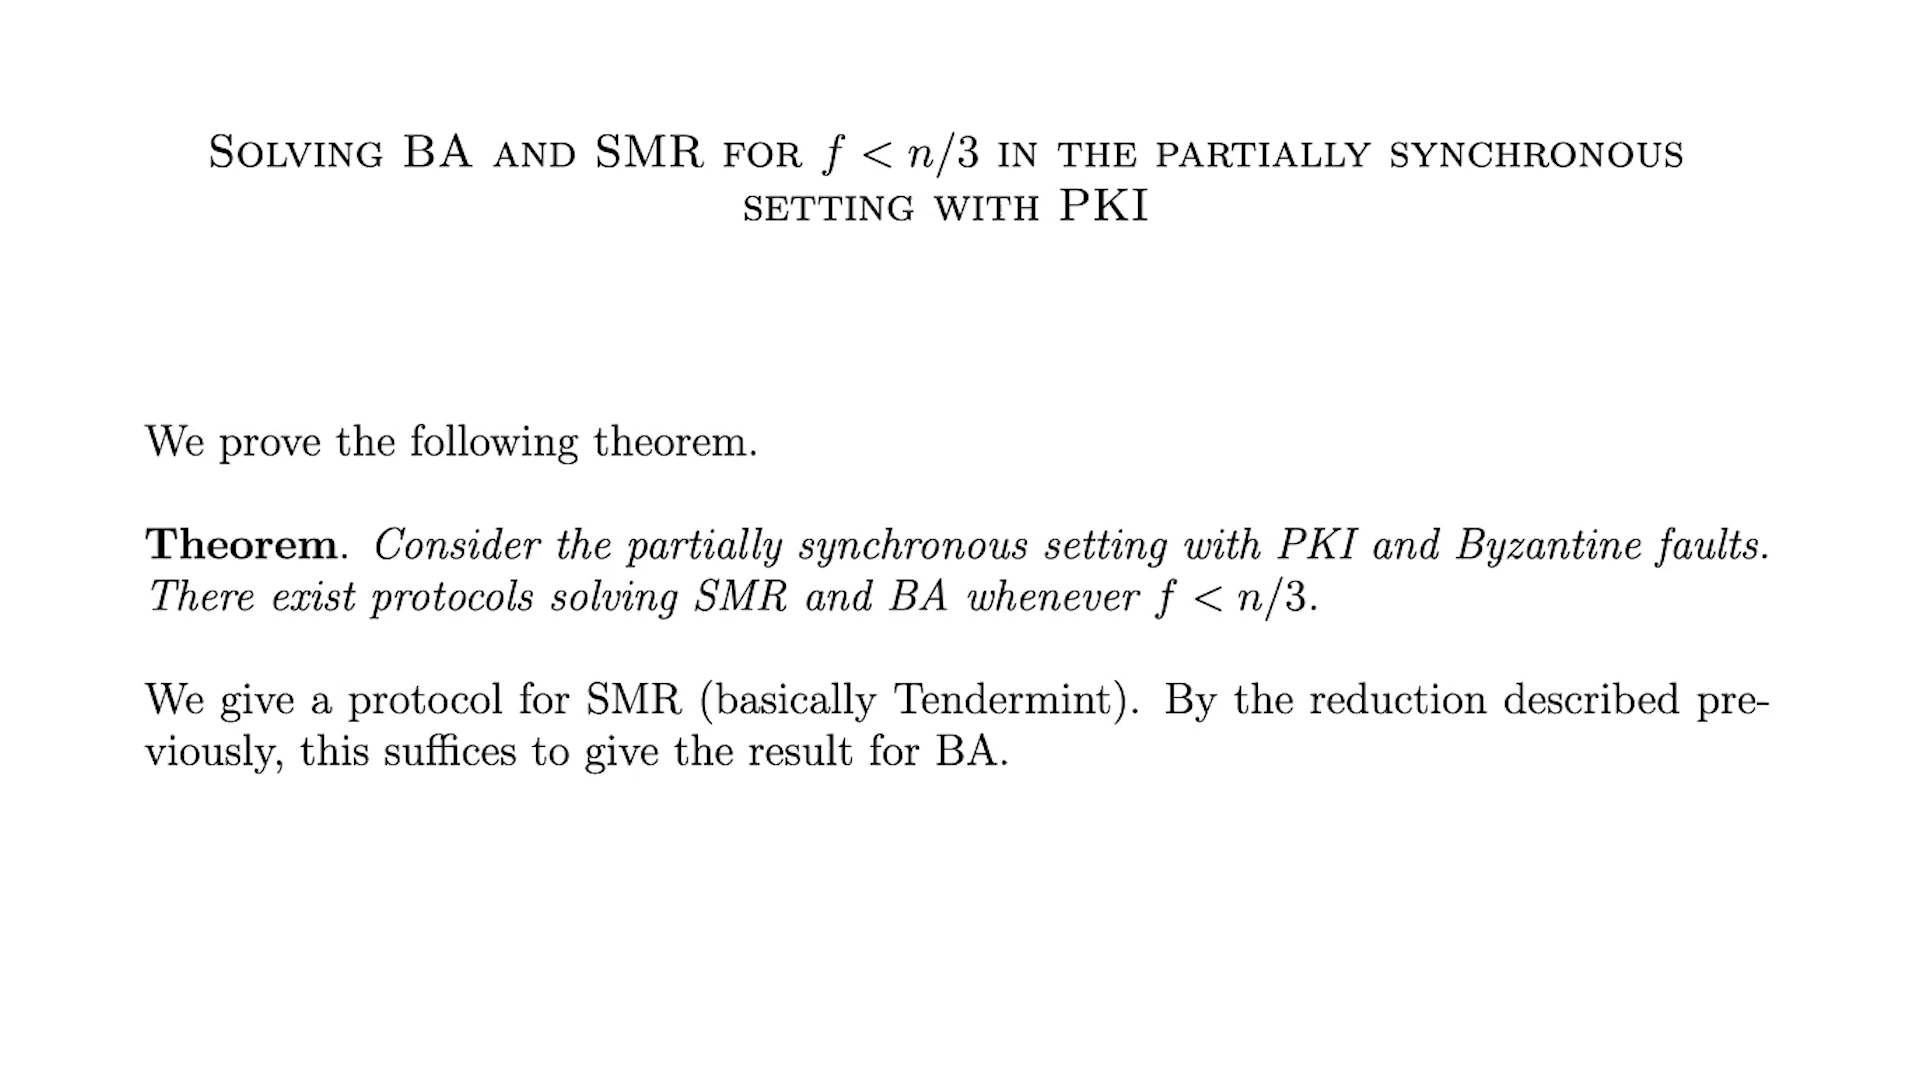 SOLVING BA AND SMR FOR f < n/3 IN THE PARTIALLY SYNCHRONOUS
SETTING WITH PKI
We prove the following theorem.
Theorem. Consider the partially synchronous setting with PKI and Byzantine faults.
There exist protocols solving SMR and BA whenever f < n/3.
We give a protocol for SMR (basically Tendermint). By the reduction described pre-
viously, this suffices to give the result for BA.